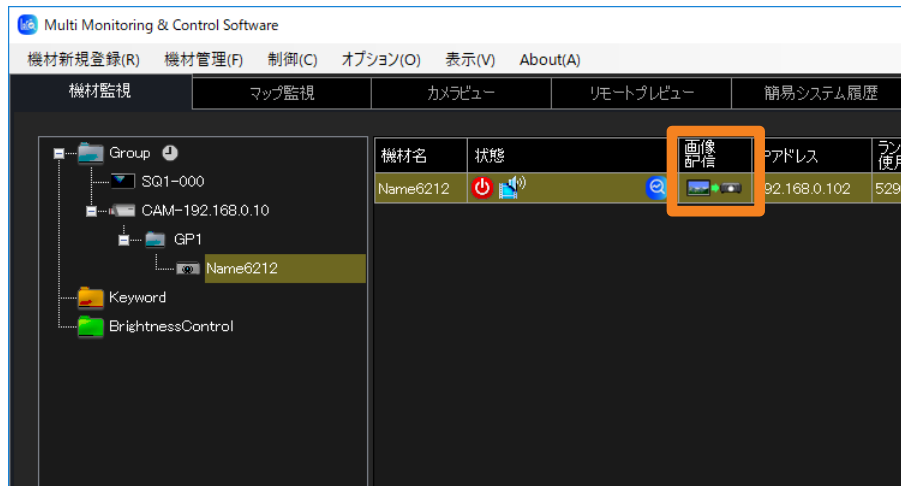 Multi Monitoring & Control Software
機材新規登録(R) 機材管理(F) 制御(C) オプション(O) 表示(V) About(A)
機材監視 マップ監視 カメラビュー リモートプレビュー 簡易システム履歴
機材名 状態 画像配信 Pアドレス
Group
SQ1-000
CAM-192.168.0.10
GP1
Name6212
Keyword
BrightnessControl
Name6212 92.168.0.102 529